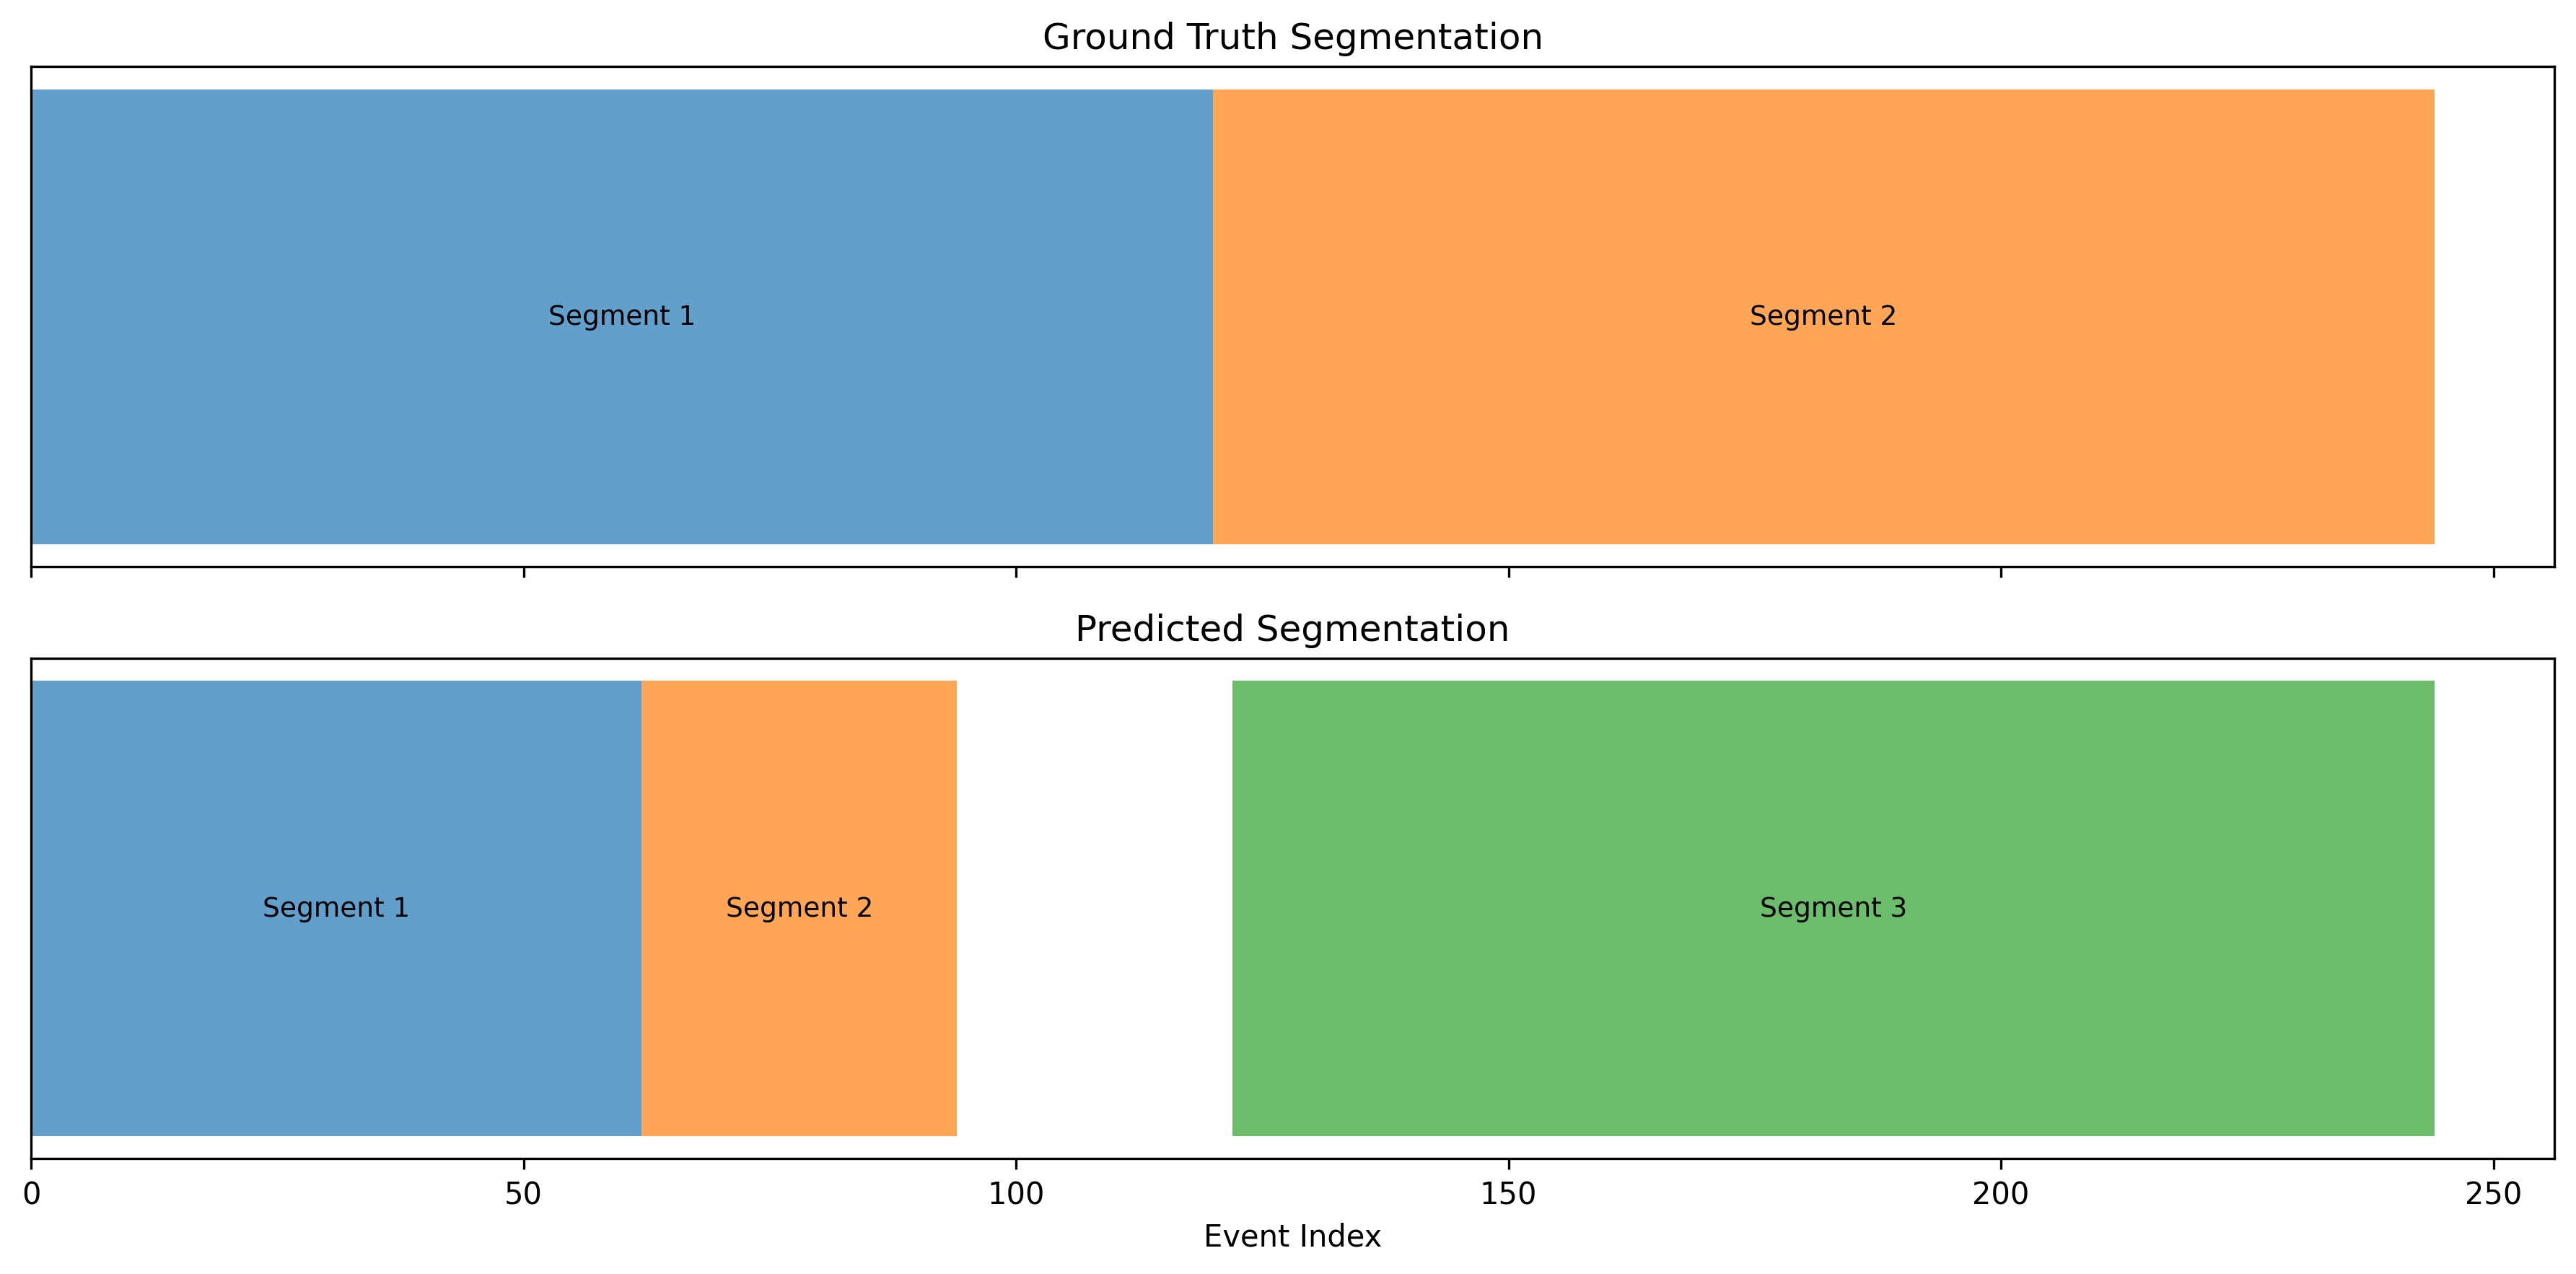 Ground Truth Segmentation
Segment 1 Segment 2
Predicted Segmentation
Segment 1 Segment 2 Segment 3
0 50 100 150 200 250
Event Index